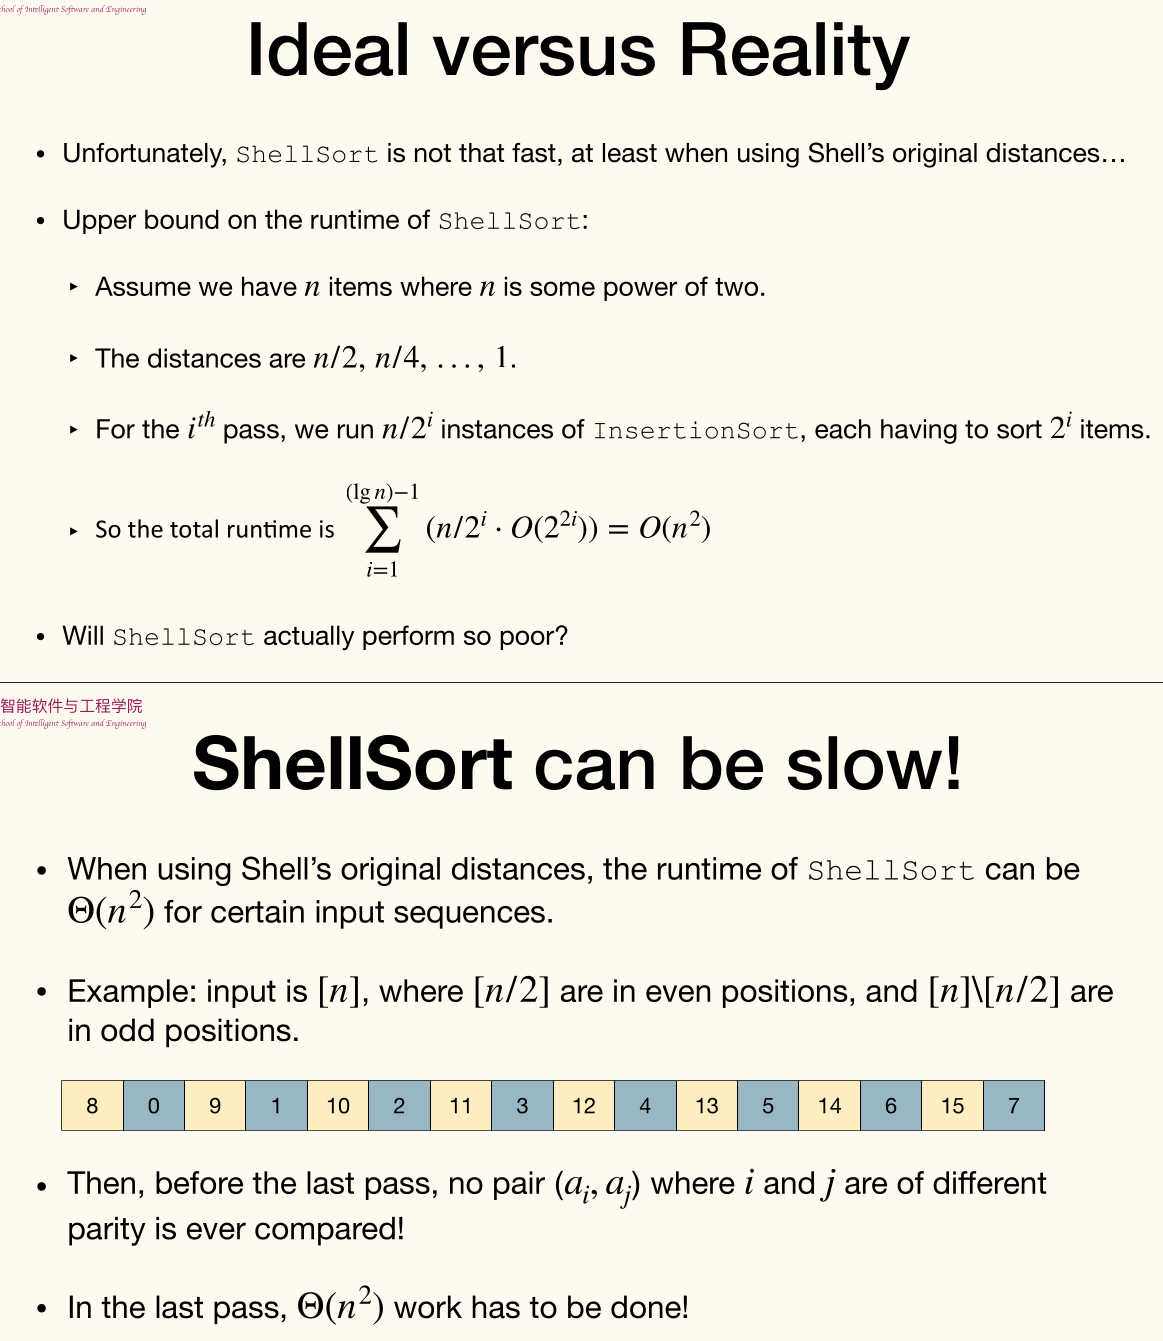 chool of Intelligent Software and Engineering
Ideal versus Reality
• Unfortunately, ShellSort is not that fast, at least when using Shell's original distances…
• Upper bound on the runtime of ShellSort:
‣ Assume we have n items where n is some power of two.
‣ The distances are n/2, n/4, …, 1.
‣ For the i^{th} pass, we run n/2^i instances of InsertionSort, each having to sort 2^i items.
‣ So the total runtime is \sum_{i=1}^{(\lg n)-1} (n/2^i · O(2^{2i})) = O(n^2)
• Will ShellSort actually perform so poor?
智能软件与工程学院
chool of Intelligent Software and Engineering
ShellSort can be slow!
• When using Shell's original distances, the runtime of ShellSort can be
Θ(n^2) for certain input sequences.
• Example: input is [n], where [n/2] are in even positions, and [n]\[n/2] are
in odd positions.
8 0 9 1 10 2 11 3 12 4 13 5 14 6 15 7
• Then, before the last pass, no pair (a_i, a_j) where i and j are of different
parity is ever compared!
• In the last pass, Θ(n^2) work has to be done!